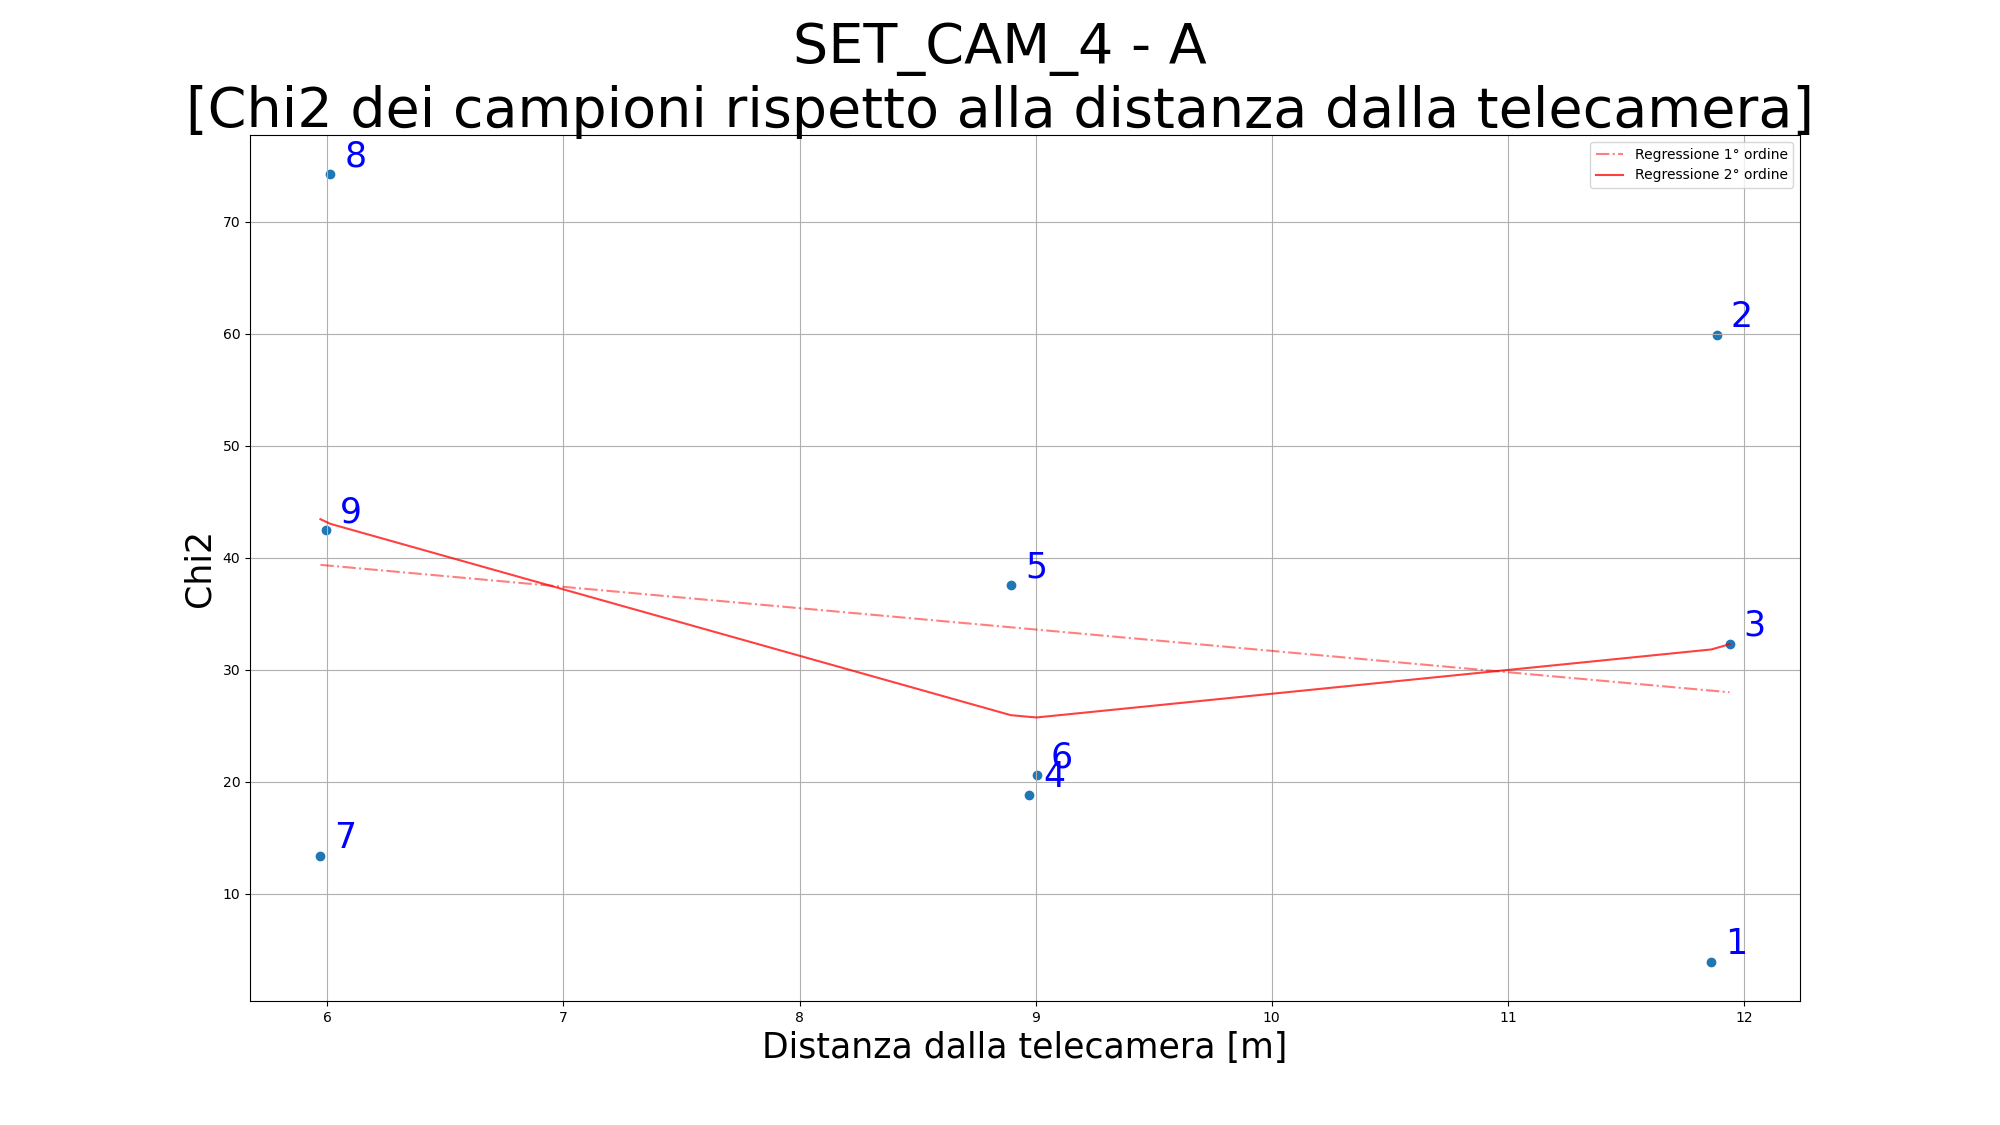 SET_CAM_4 - A
[Chi2 dei campioni rispetto alla distanza dalla telecamera]
Regressione 1° ordine
Regressione 2° ordine
8
2
9
5
3
6
4
7
1
70
60
50
40
30
20
10
Chi2
6 7 8 9 10 11 12
Distanza dalla telecamera [m]